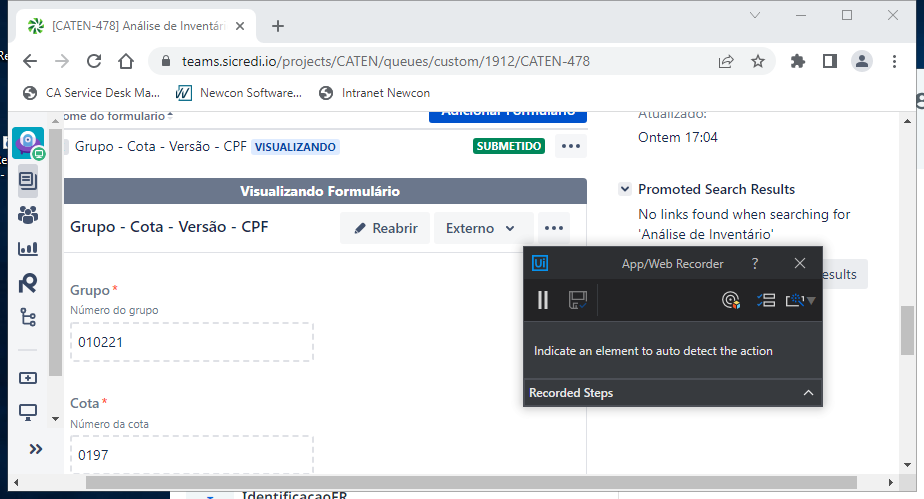 [CATEN-478] Análise de Inventári
teams.sicredi.io/projects/CATEN/queues/custom/1912/CATEN-478
CA Service Desk Ma...
Newcon Software...
Intranet Newcon
ome do formulário
Adicionar Formulário
Atualizado:
Ontem 17:04
Grupo - Cota - Versão - CPF VISUALIZANDO
SUBMETIDO
Visualizando Formulário
Promoted Search Results
No links found when searching for
'Análise de Inventário'
esults
Grupo - Cota - Versão - CPF
Reabrir
Externo
Ui
App/Web Recorder
?
Indicate an element to auto detect the action
Recorded Steps
Grupo*
Número do grupo
010221
Cota*
Número da cota
0197
IdentificacaoER